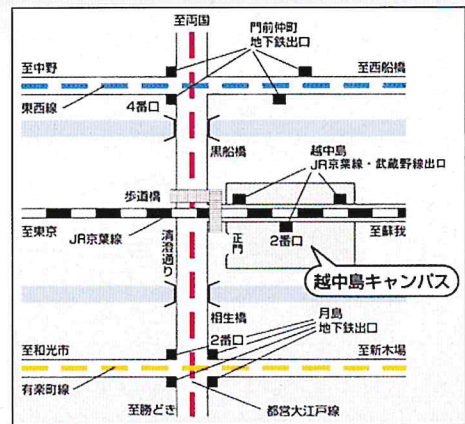 至両国
門前仲町
地下鉄出口
至中野
至西船橋
東西線
4番口
黒船橋
越中島
JR京葉線・武蔵野線出口
歩道橋
至東京
JR京葉線
清澄通り
正門
2番口
至蘇我
越中島キャンパス
相生橋
月島
地下鉄出口
2番口
至和光市
至新木場
有楽町線
至勝どき
都営大江戸線